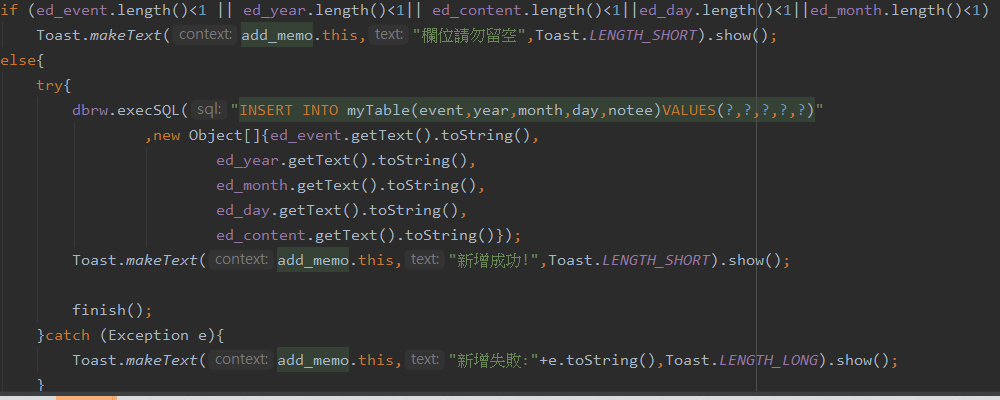 if (ed_event.length()<1 || ed_year.length()<1|| ed_content.length()<1||ed_day.length()<1||ed_month.length()<1)
Toast.makeText( context: add_memo.this, text: "欄位請勿留空",Toast.LENGTH_SHORT).show();
else{
try{
dbrw.execSQL( sql: "INSERT INTO myTable(event,year,month,day,notee)VALUES(?,?,?,?,?)"
,new Object[]{ed_event.getText().toString(),
ed_year.getText().toString(),
ed_month.getText().toString(),
ed_day.getText().toString(),
ed_content.getText().toString()});
Toast.makeText( context: add_memo.this, text: "新增成功!",Toast.LENGTH_SHORT).show();
finish();
}catch (Exception e){
Toast.makeText( context: add_memo.this, text: "新增失敗:"+e.toString(),Toast.LENGTH_LONG).show();
}